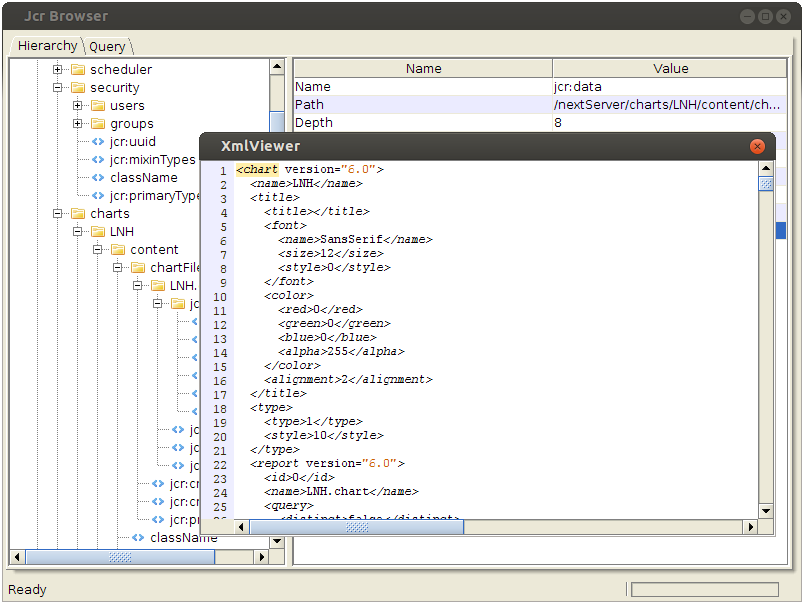 Jcr Browser
Hierarchy Query
scheduler
security
users
groups
jcr:uuid
jcr:mixinTypes
className
jcr:primaryType
charts
LNH
content
chartFile
LNH.
jc
jc
jc
jc
jcr:cr
jcr:cr
jcr:pr
className
Name Value
Name jcr:data
Path /nextServer/charts/LNH/content/ch...
Depth 8
XmlViewer
1 <chart version="6.0">
2 <name>LNH</name>
3 <title>
4 <title></title>
5 <font>
6 <name>SansSerif</name>
7 <size>12</size>
8 <style>0</style>
9 </font>
10 <color>
11 <red>0</red>
12 <green>0</green>
13 <blue>0</blue>
14 <alpha>255</alpha>
15 </color>
16 <alignment>2</alignment>
17 </title>
18 <type>
19 <type>1</type>
20 <style>10</style>
21 </type>
22 <report version="6.0">
23 <id>0</id>
24 <name>LNH.chart</name>
25 <query>
26 <distinct>false</distinct>
Ready